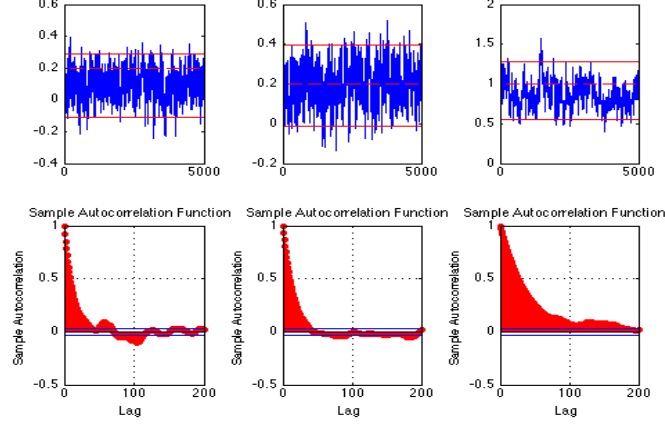 0.6 0.6 2
0.4 0.4 1.5
0.2 0.2 1
0 0 0.5
-0.2
-0.4 -0.2 0
0 5000 0 5000 0 5000
Sample Autocorrelation Function Sample Autocorrelation Function Sample Autocorrelation Function
1 1 1
Sample Autocorrelation Sample Autocorrelation Sample Autocorrelation
0.5 0.5 0.5
0 0 0
-0.5 -0.5 -0.5
0 100 200 0 100 200 0 100 200
Lag Lag Lag